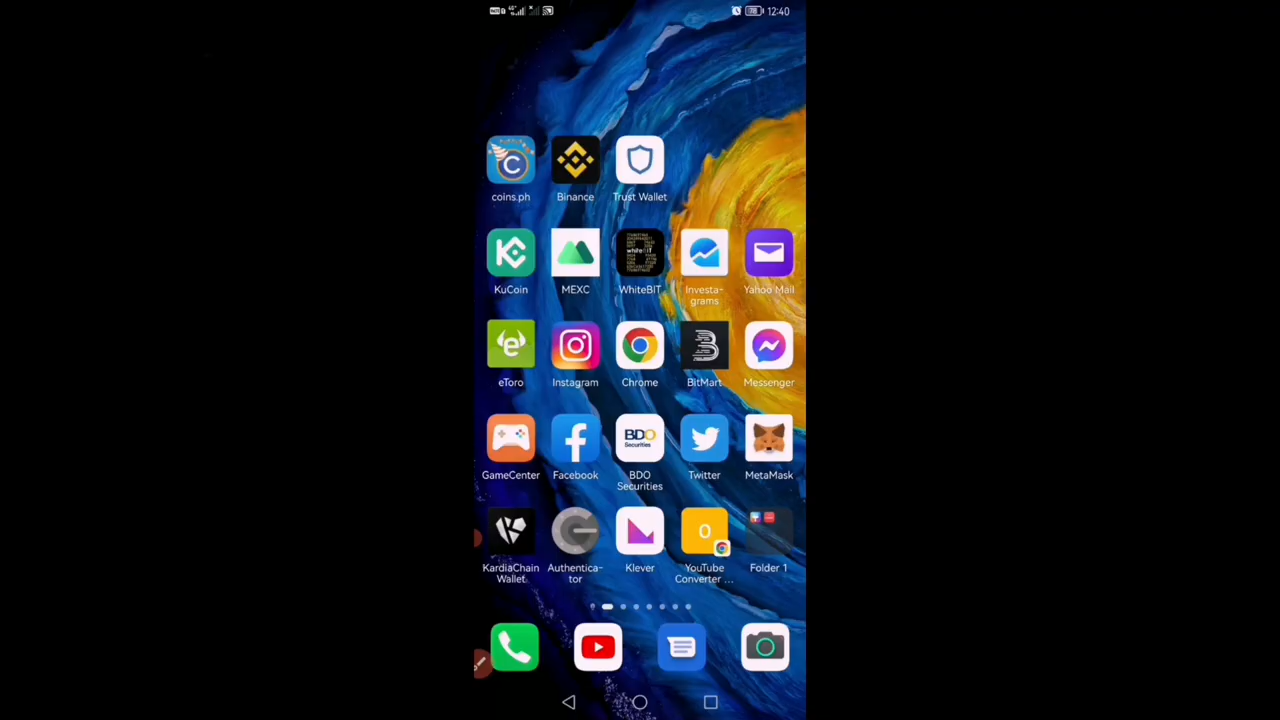 78 12:40
coins.ph Binance Trust Wallet
KuCoin MEXC WhiteBIT Investa- Yahoo Mail
grams
eToro Instagram Chrome BitMart Messenger
GameCenter Facebook BDO Twitter MetaMask
Securities
KardiaChain Authentica- Klever YouTube Folder 1
Wallet tor Converter ...